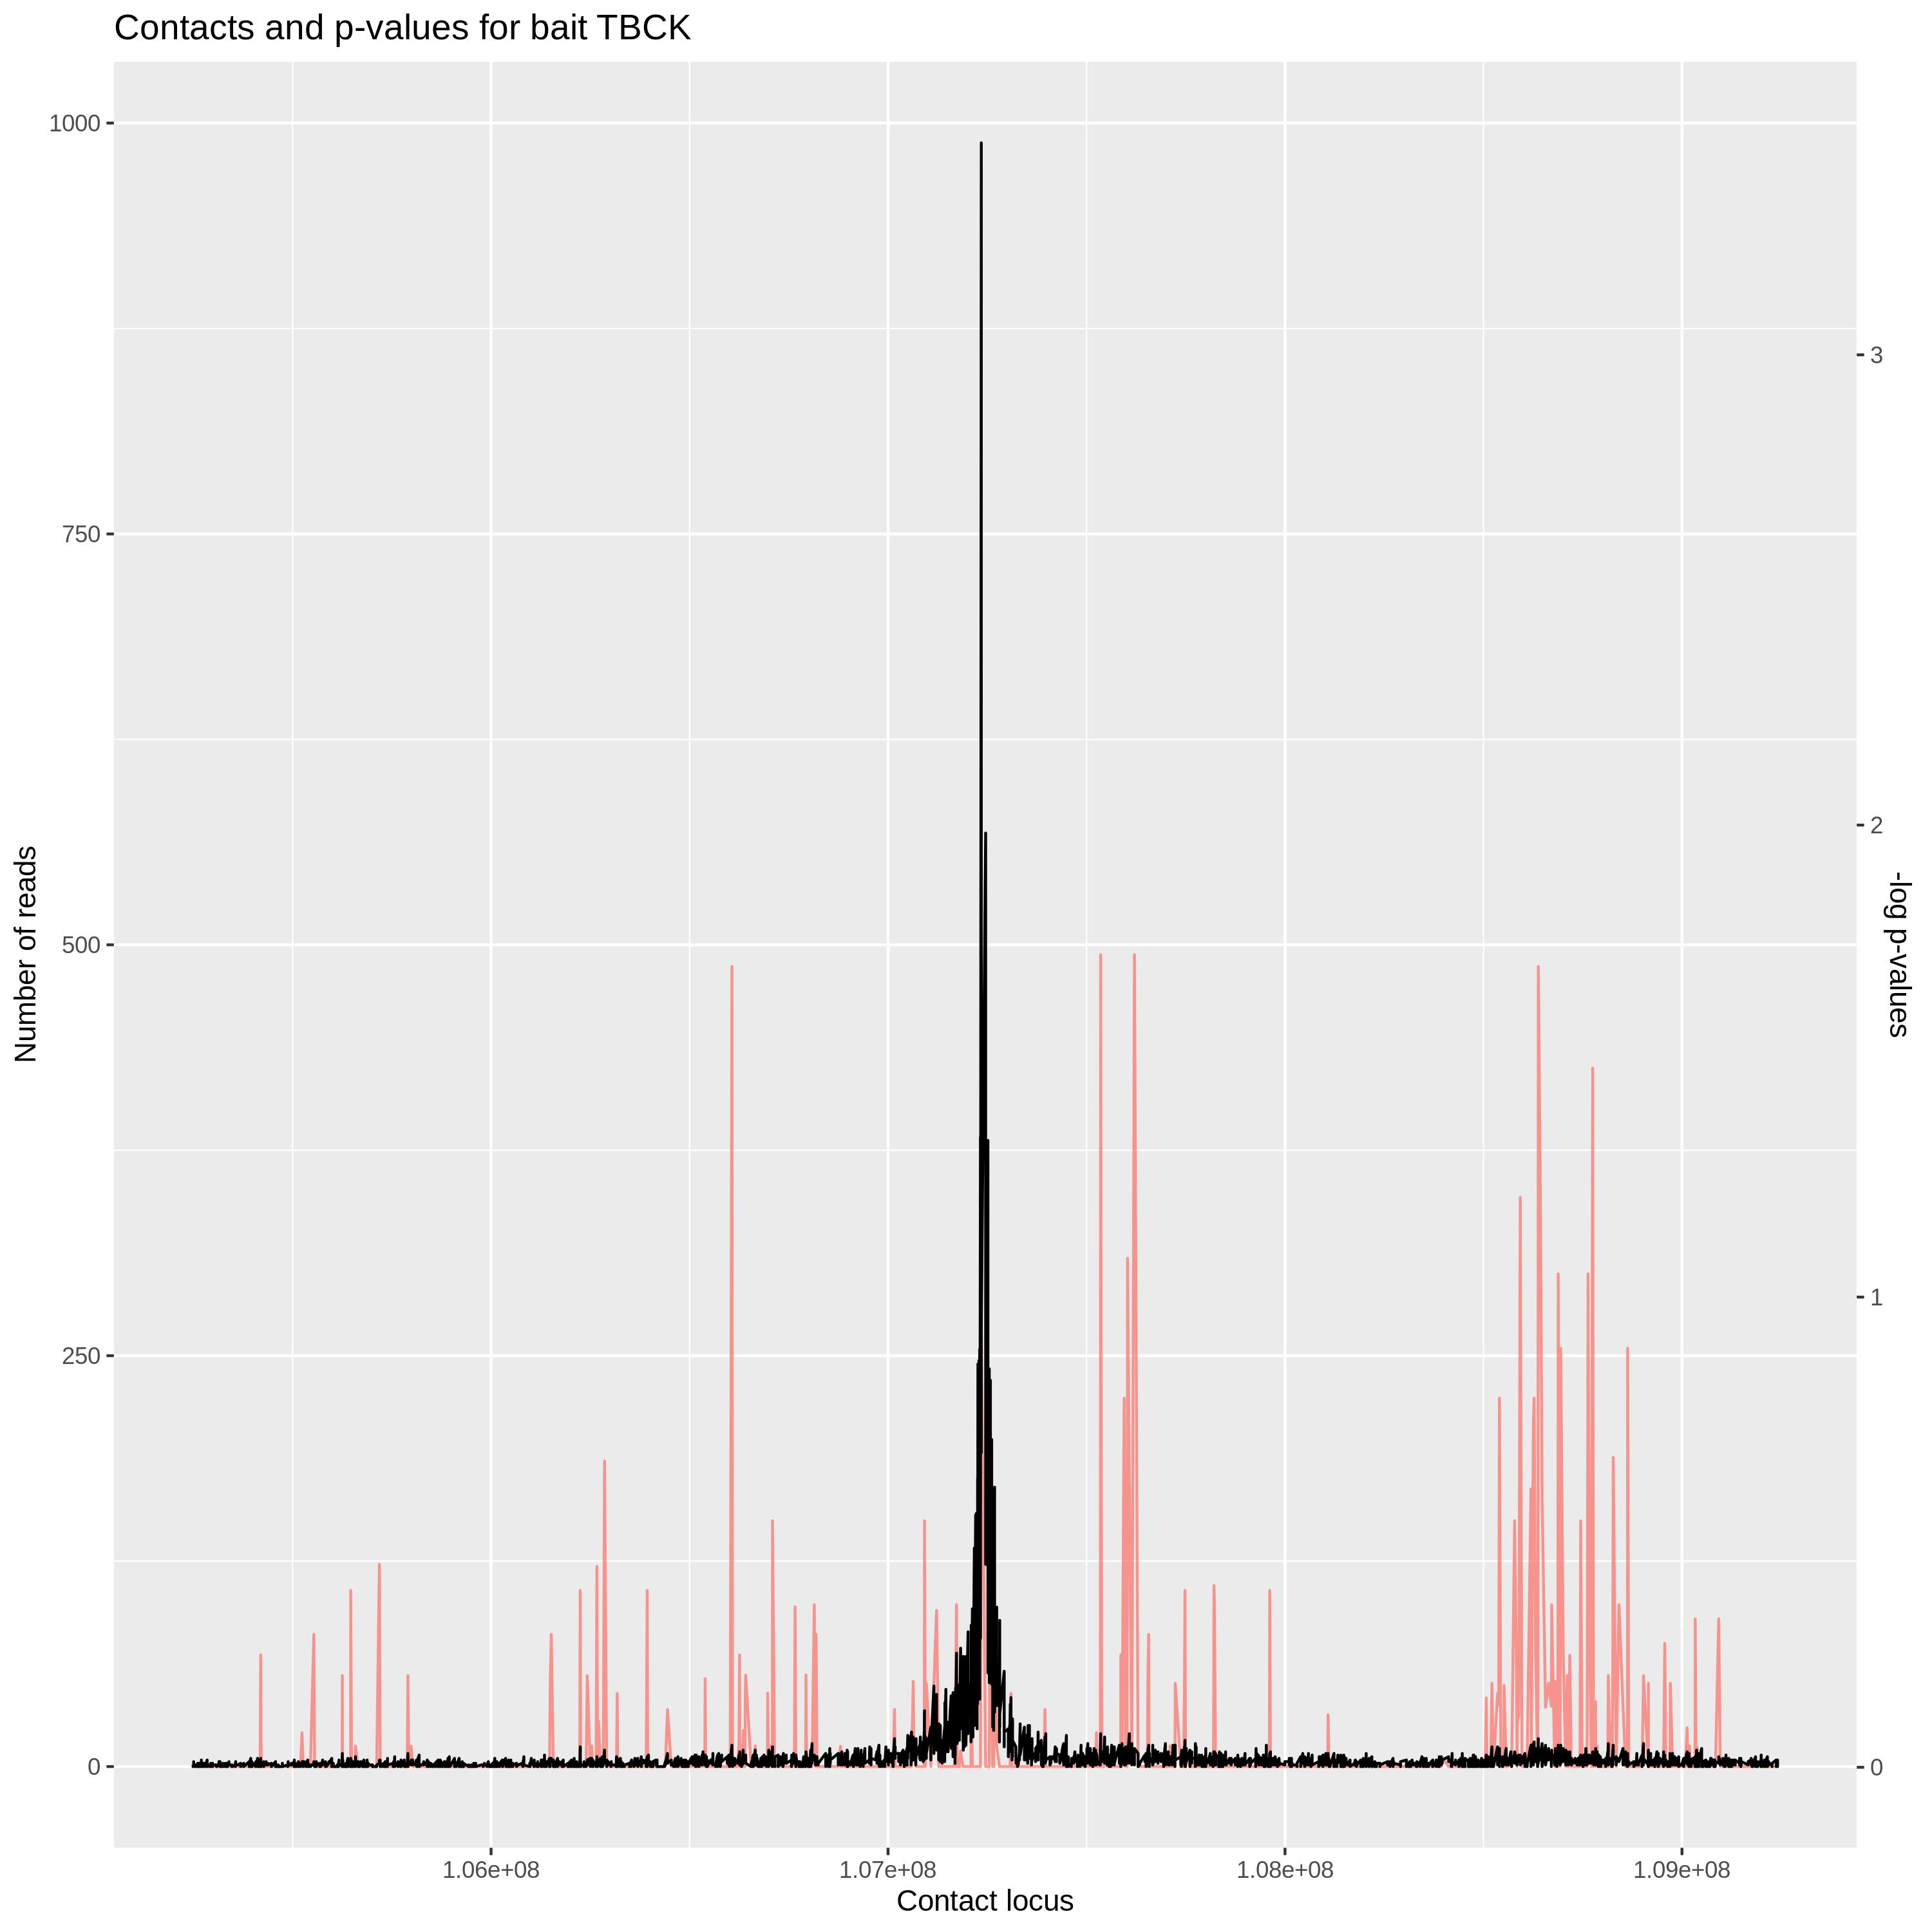 Contacts and p-values for bait TBCK
1000
750
500
250
0
Number of reads
3
2
1
0
-log p-values
1.06e+08
1.07e+08
1.08e+08
1.09e+08
Contact locus